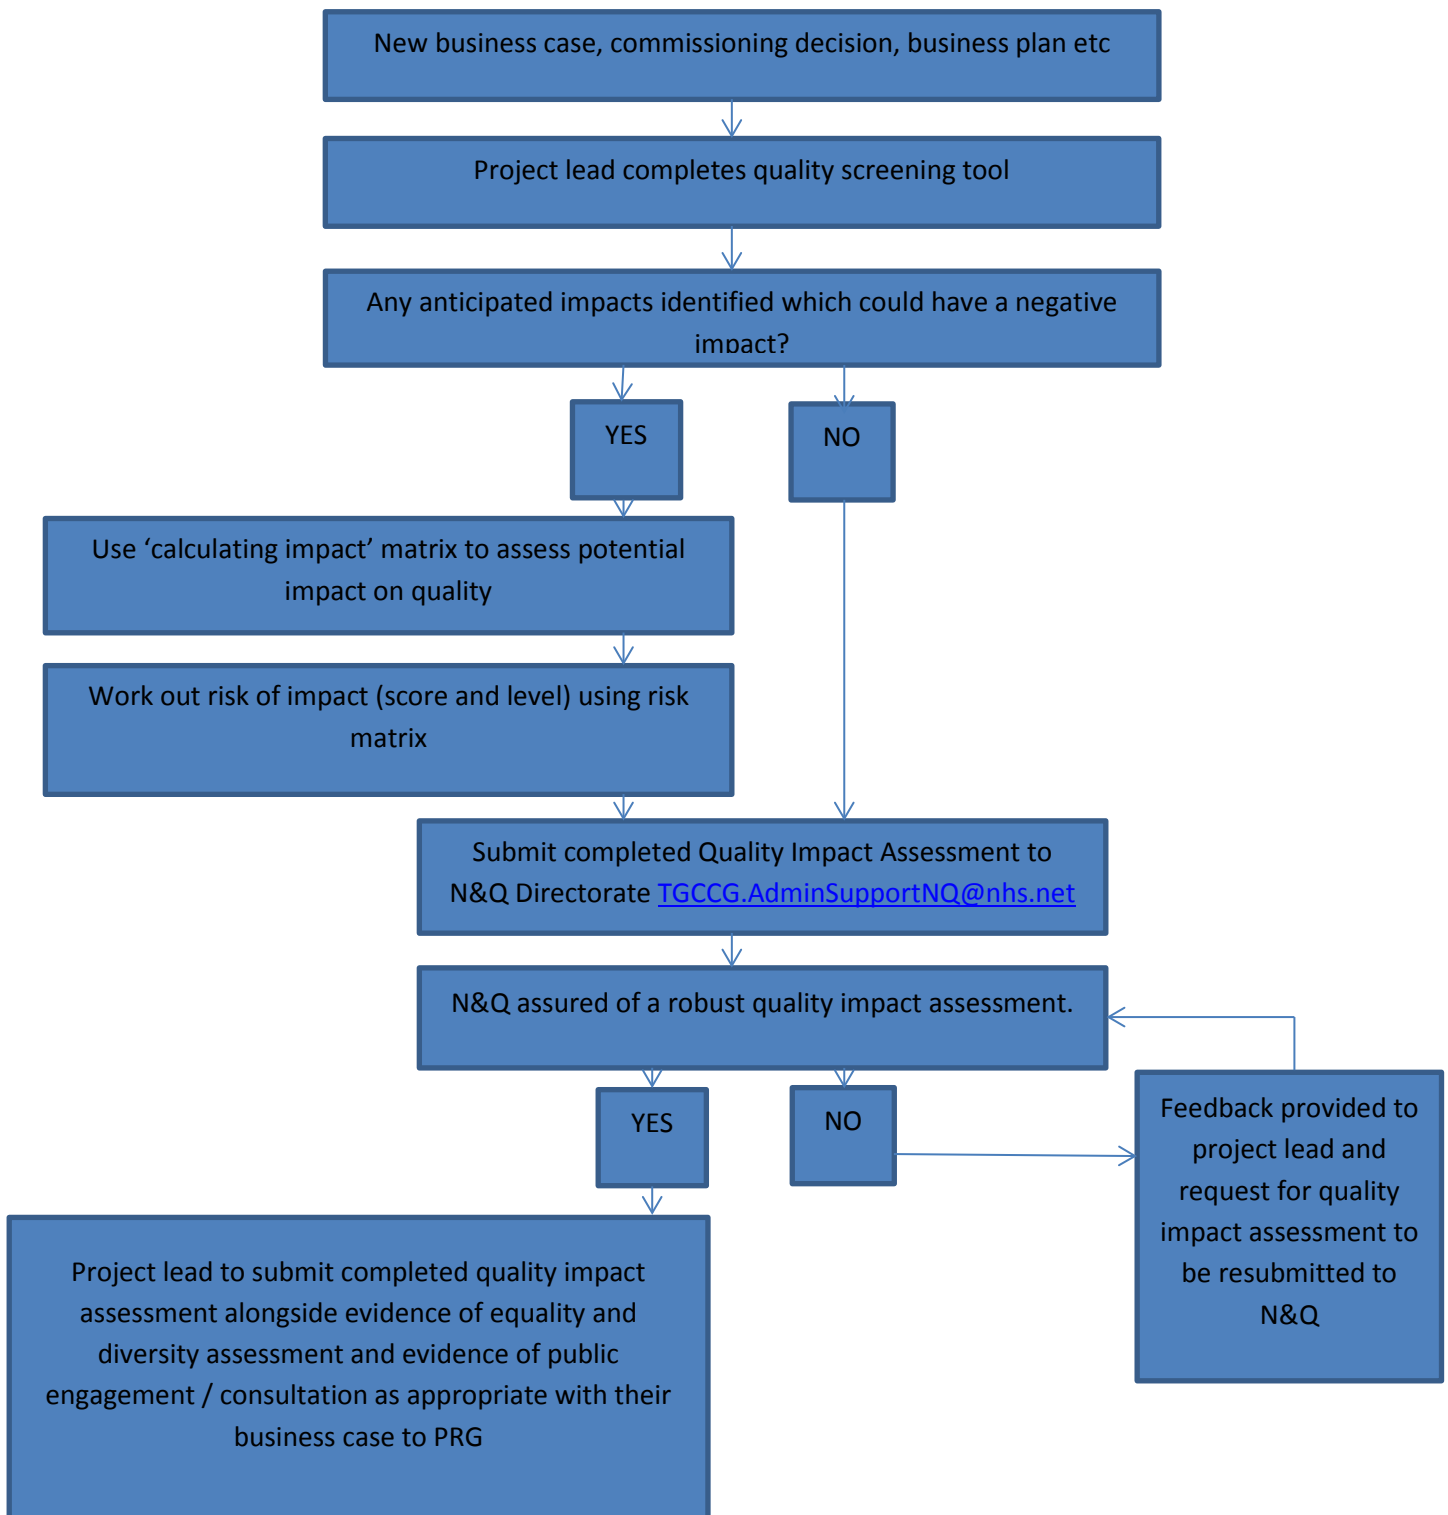 New business case, commissioning decision, business plan etc
Project lead completes quality screening tool
Any anticipated impacts identified which could have a negative
impact?
YES
NO
Use ‘calculating impact’ matrix to assess potential
impact on quality
Work out risk of impact (score and level) using risk
matrix
Submit completed Quality Impact Assessment to
N&Q Directorate TGCCG.AdminSupportNQ@nhs.net
N&Q assured of a robust quality impact assessment.
YES
NO
Feedback provided to
project lead and
request for quality
impact assessment to
be resubmitted to
N&Q
Project lead to submit completed quality impact
assessment alongside evidence of equality and
diversity assessment and evidence of public
engagement / consultation as appropriate with their
business case to PRG